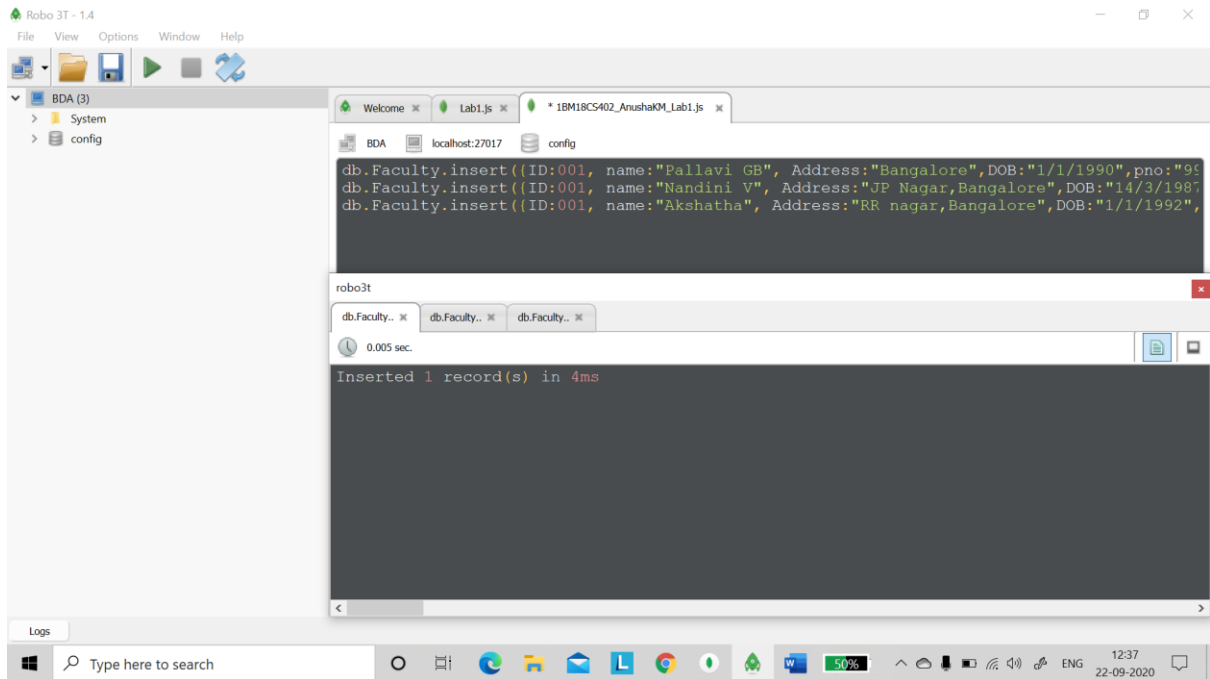 Robo 3T - 1.4
File View Options Window Help
BDA (3)
System
config
Welcome
Lab1.js
* 1BM18CS402_AnushaKM_Lab1.js
BDA localhost:27017 config
db.Faculty.insert({ID:001, name:"Pallavi GB", Address:"Bangalore",DOB:"1/1/1990",pno:"99
db.Faculty.insert({ID:001, name:"Nandini V", Address:"JP Nagar,Bangalore",DOB:"14/3/1987
db.Faculty.insert({ID:001, name:"Akshatha", Address:"RR nagar,Bangalore",DOB:"1/1/1992",
robo3t
db.Faculty.. db.Faculty.. db.Faculty..
0.005 sec.
Inserted 1 record(s) in 4ms
Logs
Type here to search
L
W
50%
ENG
12:37
22-09-2020